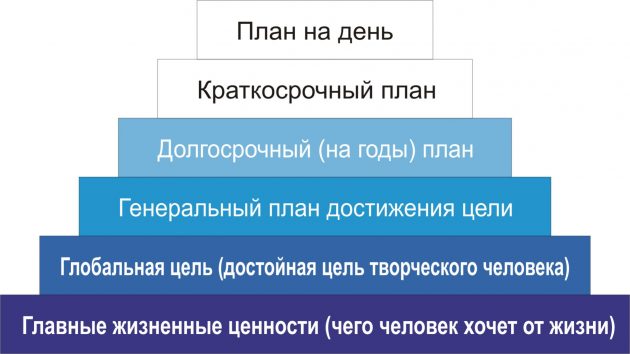 План на день
Краткосрочный план
Долгосрочный (на годы) план
Генеральный план достижения цели
Глобальная цель (достойная цель творческого человека)
Главные жизненные ценности (чего человек хочет от жизни)